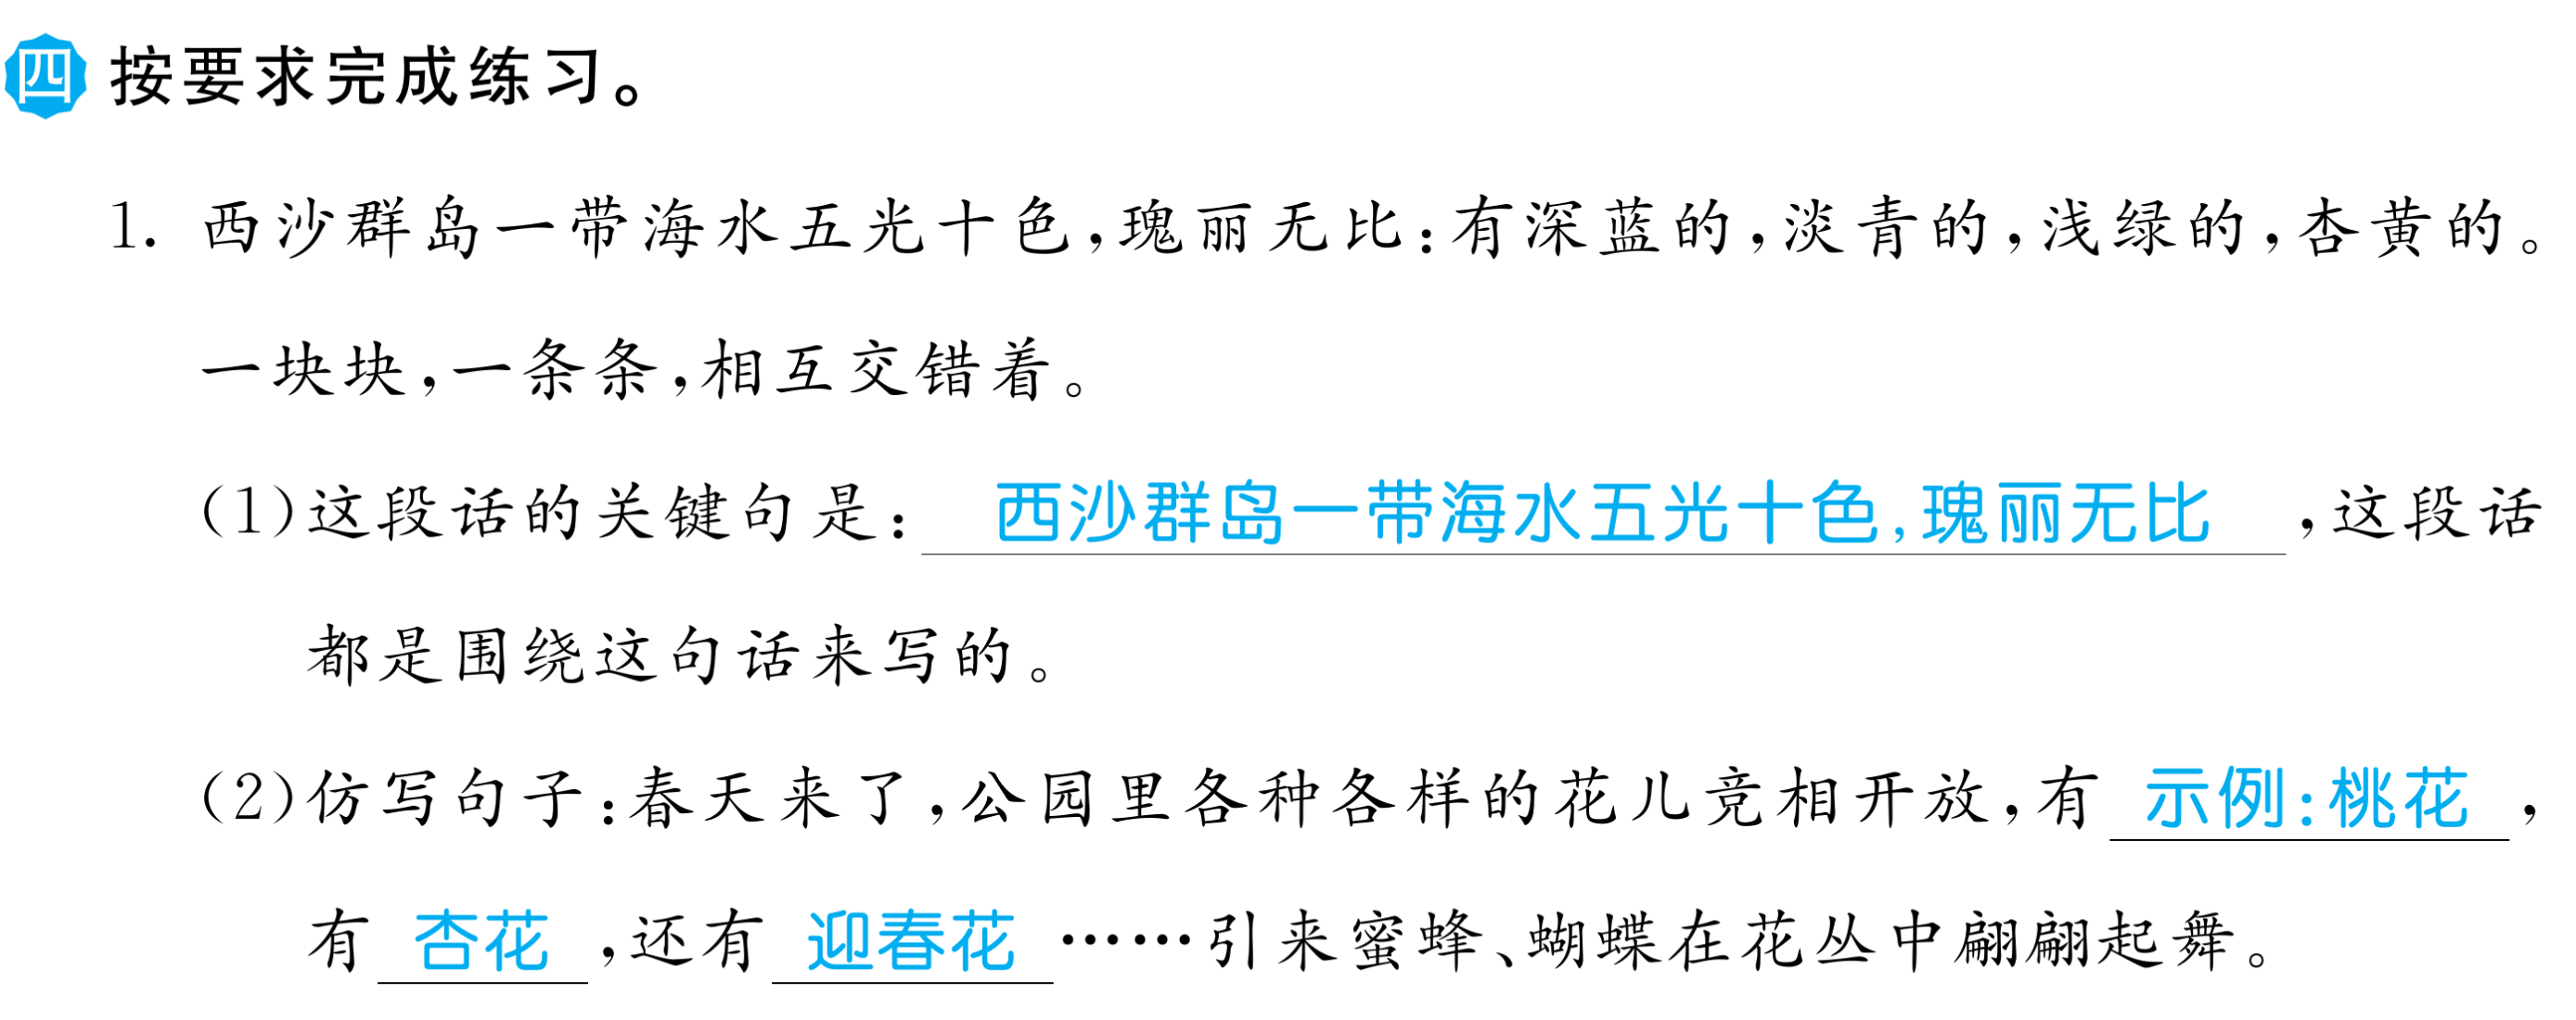 四 按要求完成练习。
1. 西沙群岛一带海水五光十色,瑰丽无比:有深蓝的,淡青的,浅绿的,杏黄的。
一块块,一条条,相互交错着。
(1)这段话的关键句是: 西沙群岛一带海水五光十色,瑰丽无比 ,这段话
都是围绕这句话来写的。
(2)仿写句子:春天来了,公园里各种各样的花儿竞相开放,有 示例:桃花 ,
有 杏花 ,还有 迎春花 ……引来蜜蜂、蝴蝶在花丛中翩翩起舞。